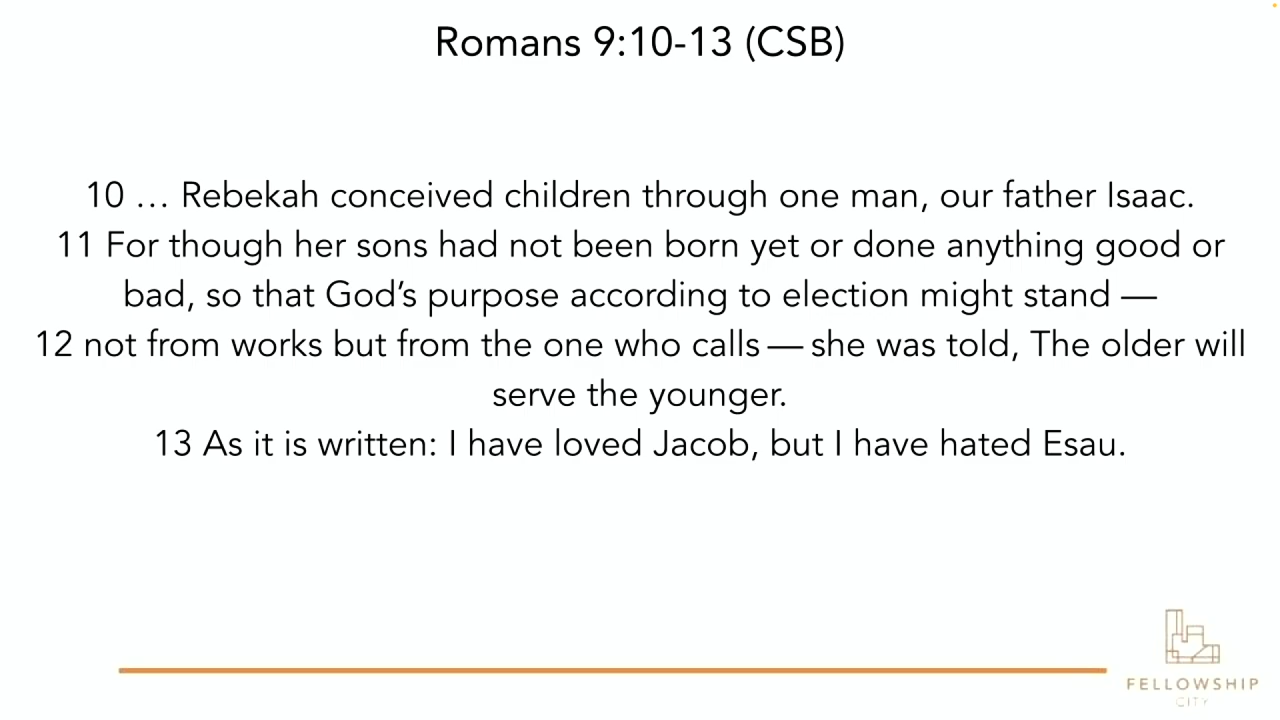 Romans 9:10-13 (CSB)
10 … Rebekah conceived children through one man, our father Isaac.
11 For though her sons had not been born yet or done anything good or
bad, so that God’s purpose according to election might stand —
12 not from works but from the one who calls — she was told, The older will
serve the younger.
13 As it is written: I have loved Jacob, but I have hated Esau.
FELLOWSHIP
CITY